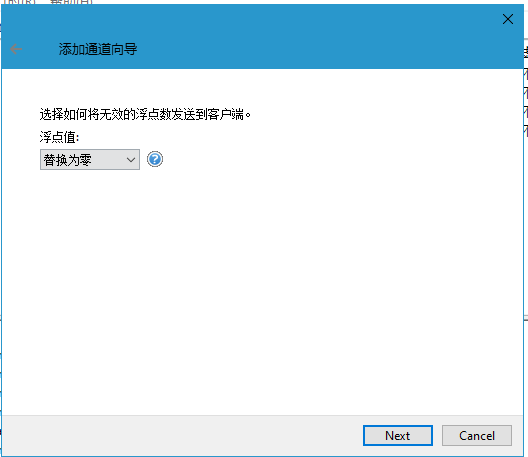 添加通道向导
选择如何将无效的浮点数发送到客户端。
浮点值:
替换为零
Next
Cancel